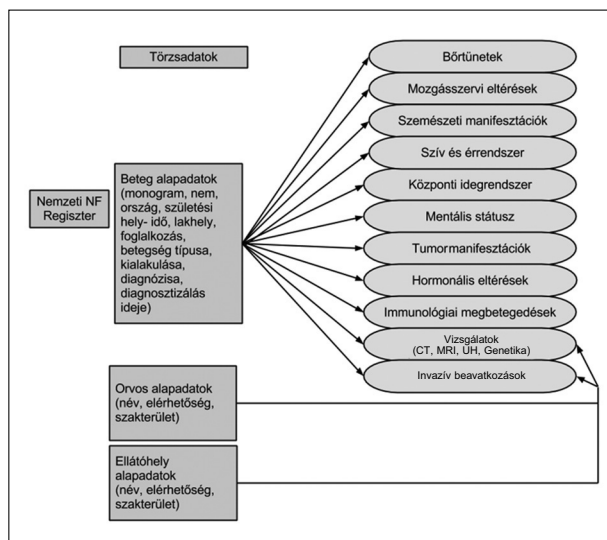 Törzsadatok
Nemzeti NF
Regiszter
Beteg alapadatok
(monogram, nem,
ország, születési
hely- idő, lakhely,
foglalkozás,
betegség típusa,
kialakulása,
diagnózisa,
diagnosztizálás
ideje)
Orvos alapadatok
(név, elérhetőség,
szakterület)
Ellátóhely
alapadatok
(név, elérhetőség,
szakterület)
Bőrtünetek
Mozgásszervi eltérések
Szemészeti manifesztációk
Szív és érrendszer
Központi idegrendszer
Mentális státusz
Tumormanifesztációk
Hormonális eltérések
Immunológiai megbetegedések
Vizsgálatok
(CT, MRI, UH, Genetika)
Invazív beavatkozások